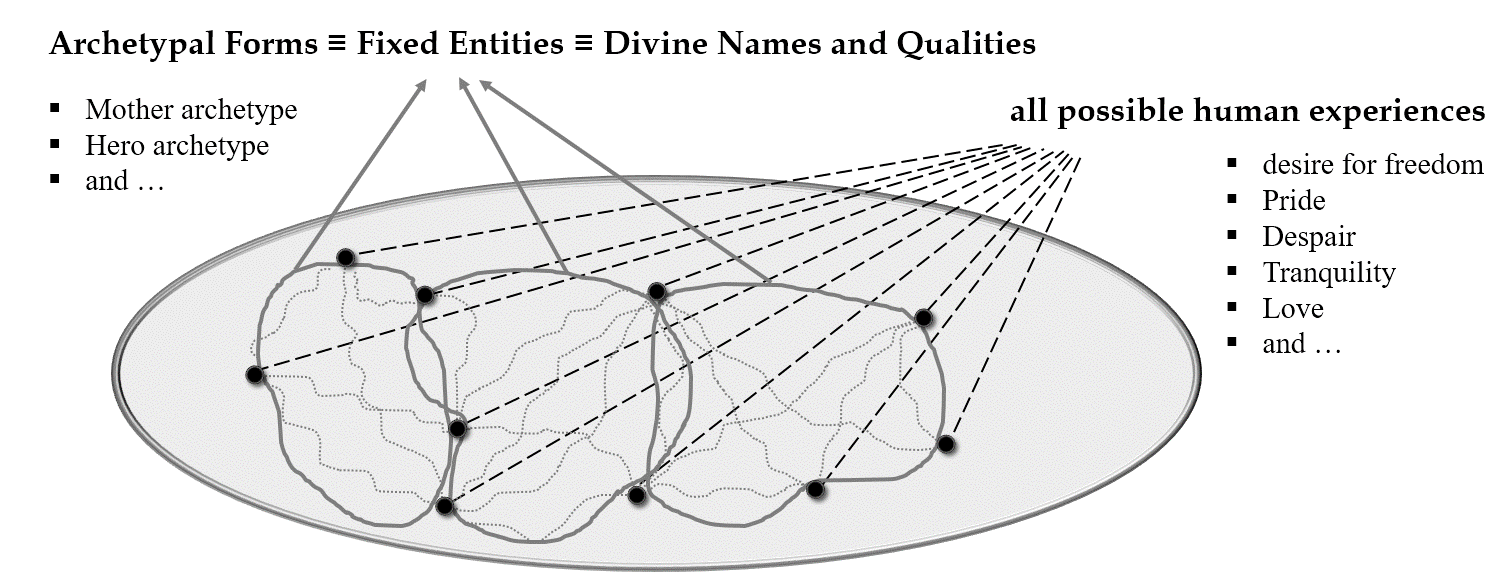 Archetypal Forms ≡ Fixed Entities ≡ Divine Names and Qualities
▪ Mother archetype
▪ Hero archetype
▪ and …
all possible human experiences
▪ desire for freedom
▪ Pride
▪ Despair
▪ Tranquility
▪ Love
▪ and …